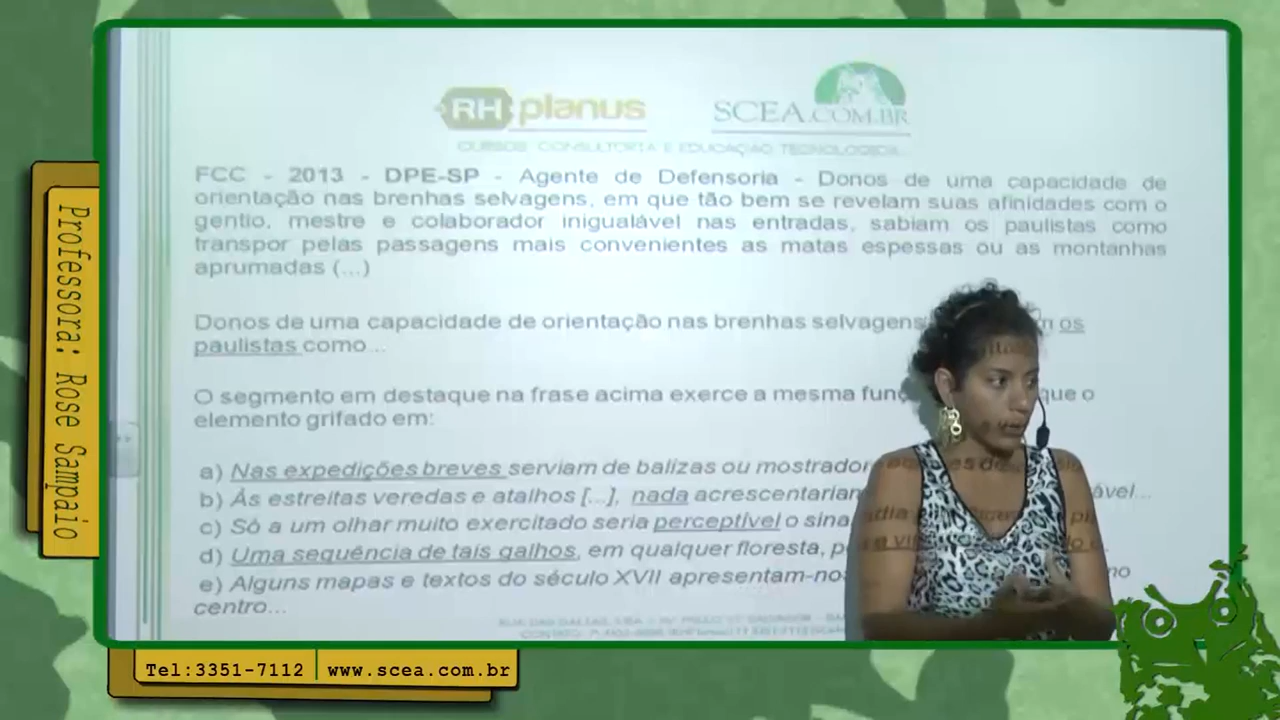 RH planus
SCEA.COM.BR
CURSOS, CONSULTORIA E EDUCAÇÃO TECNOLÓGICA
FCC - 2013 - DPE-SP - Agente de Defensoria - Donos de uma capacidade de
orientação nas brenhas selvagens, em que tão bem se revelam suas afinidades com o
gentio, mestre e colaborador inigualável nas entradas, sabiam os paulistas como
transpor pelas passagens mais convenientes as matas espessas ou as montanhas
aprumadas (...)
Donos de uma capacidade de orientação nas brenhas selvagens os
paulistas como...
O segmento em destaque na frase acima exerce a mesma que o
elemento grifado em:
a) Nas expedições breves serviam de balizas ou
b) Às estreitas veredas e atalhos [...], nada
c) Só a um olhar muito exercitado seria perceptível o
d) Uma sequência de tais galhos, em qualquer floresta,
e) Alguns mapas e textos do século XVII
centro...
Professora: Rose Sampaio
Tel:3351-7112
www.scea.com.br